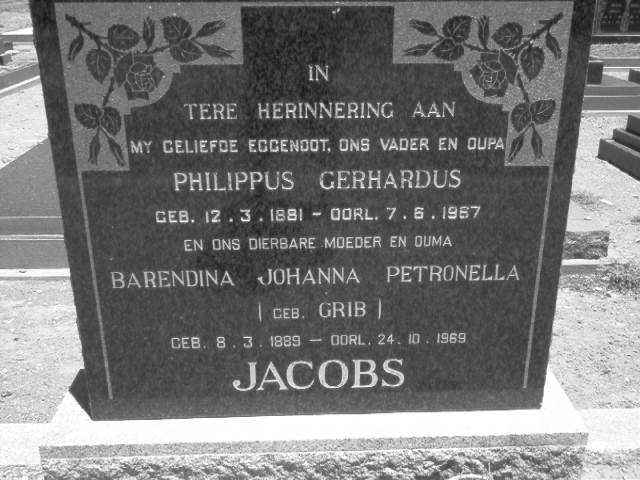 IN
TERE HERINNERING AAN
MY GELIEFDE EGGENOOT, ONS VADER EN OUPA
PHILIPPUS GERHARDUS
GEB. 12.3.1881 - OORL. 7.6.1967
EN ONS DIERBARE MOEDER EN OUMA
BARENDINA JOHANNA PETRONELLA
( GEB. GRIB )
GEB. 8.3.1889 - OORL. 24.10.1969
JACOBS